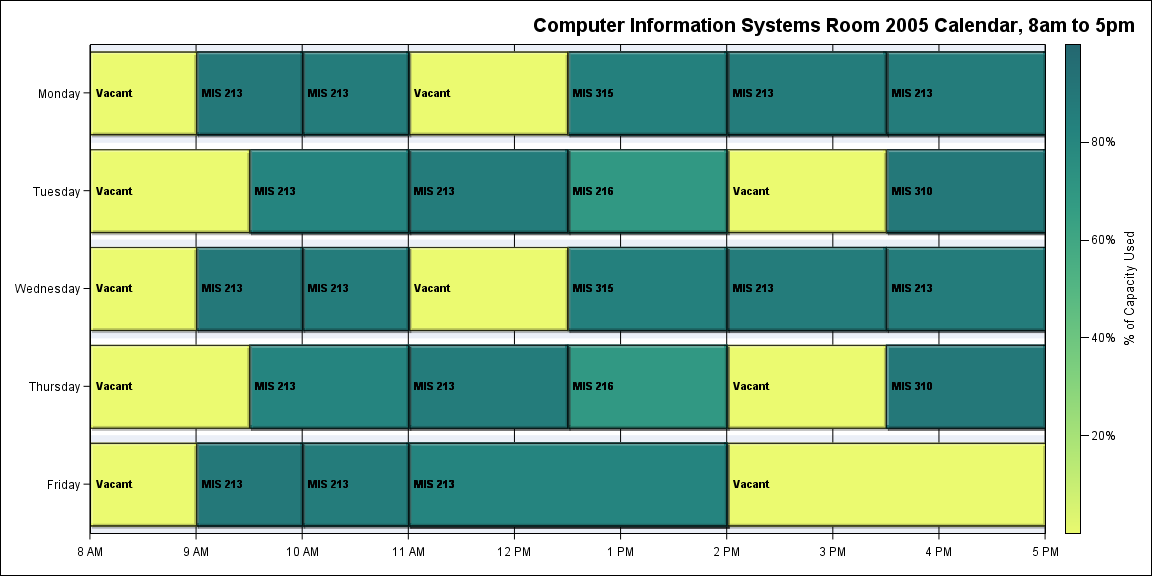 Computer Information Systems Room 2005 Calendar, 8am to 5pm
Monday
Vacant
MIS 213
MIS 213
Vacant
MIS 315
MIS 213
MIS 213
Tuesday
Vacant
MIS 213
MIS 213
MIS 216
Vacant
MIS 310
Wednesday
Vacant
MIS 213
MIS 213
Vacant
MIS 315
MIS 213
MIS 213
Thursday
Vacant
MIS 213
MIS 213
MIS 216
Vacant
MIS 310
Friday
Vacant
MIS 213
MIS 213
MIS 213
Vacant
8 AM
9 AM
10 AM
11 AM
12 PM
1 PM
2 PM
3 PM
4 PM
5 PM
80%
60%
40%
20%
% of Capacity Used